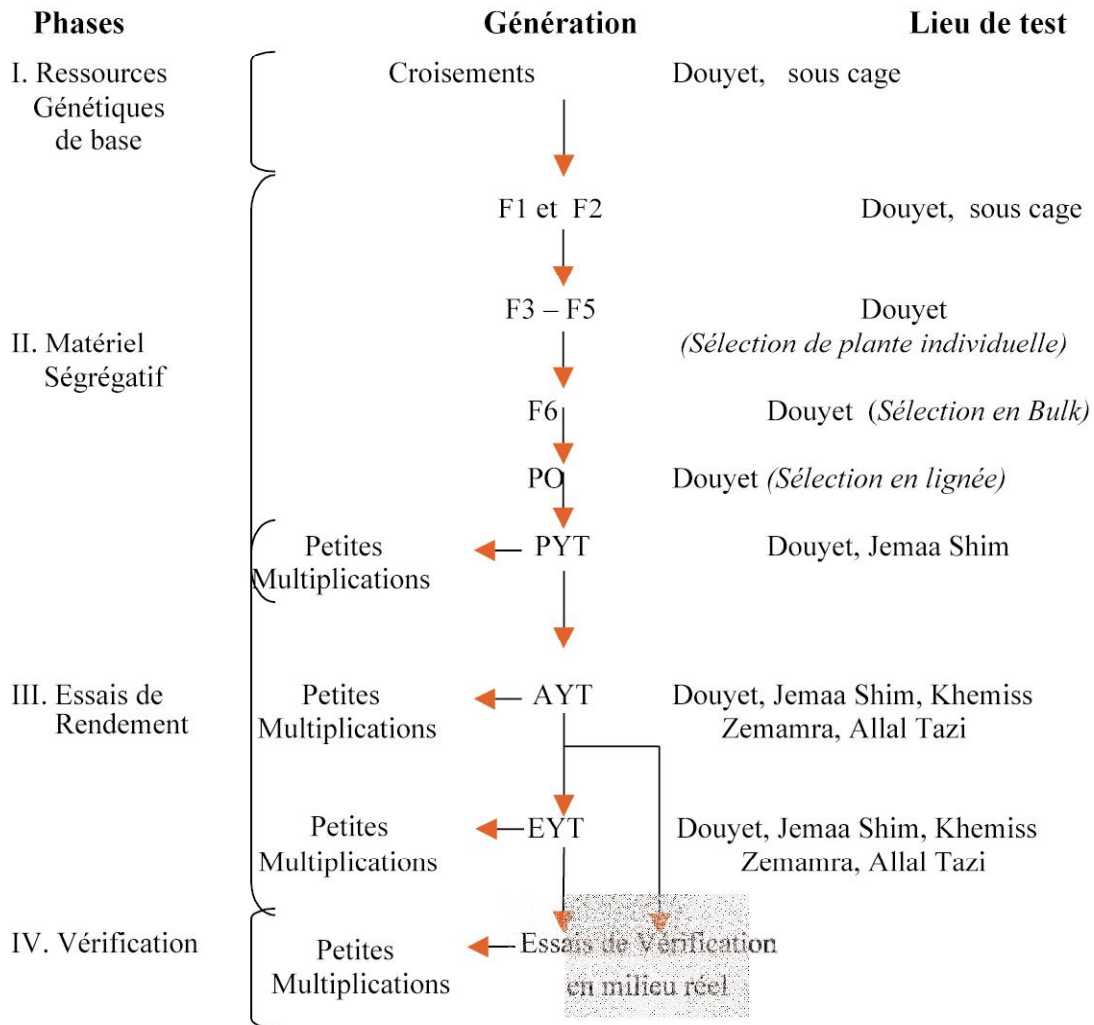 Phases Génération Lieu de test
I. Ressources Croisements Douyet, sous cage
Génétiques
de base
F1 et F2 Douyet, sous cage
F3 – F5 Douyet
II. Matériel (Sélection de plante individuelle)
Ségrégatif
F6 Douyet (Sélection en Bulk)
PO Douyet (Sélection en lignée)
Petites PYT Douyet, Jemaa Shim
Multiplications
III. Essais de Petites AYT Douyet, Jemaa Shim, Khemiss
Rendement Multiplications Zemamra, Allal Tazi
Petites EYT Douyet, Jemaa Shim, Khemiss
Multiplications Zemamra, Allal Tazi
IV. Vérification Petites Essais de Vérification
Multiplications en milieu réel